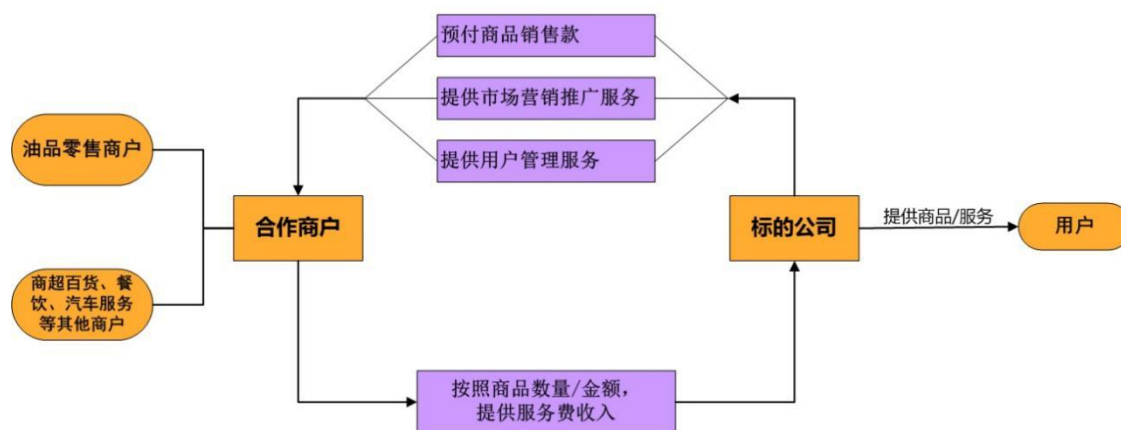 预付商品销售款
提供市场营销推广服务
提供用户管理服务
油品零售商户
合作商户
标的公司
提供商品/服务
用户
商超百货、餐
饮、汽车服务
等其他商户
按照商品数量/金额，
提供服务费收入